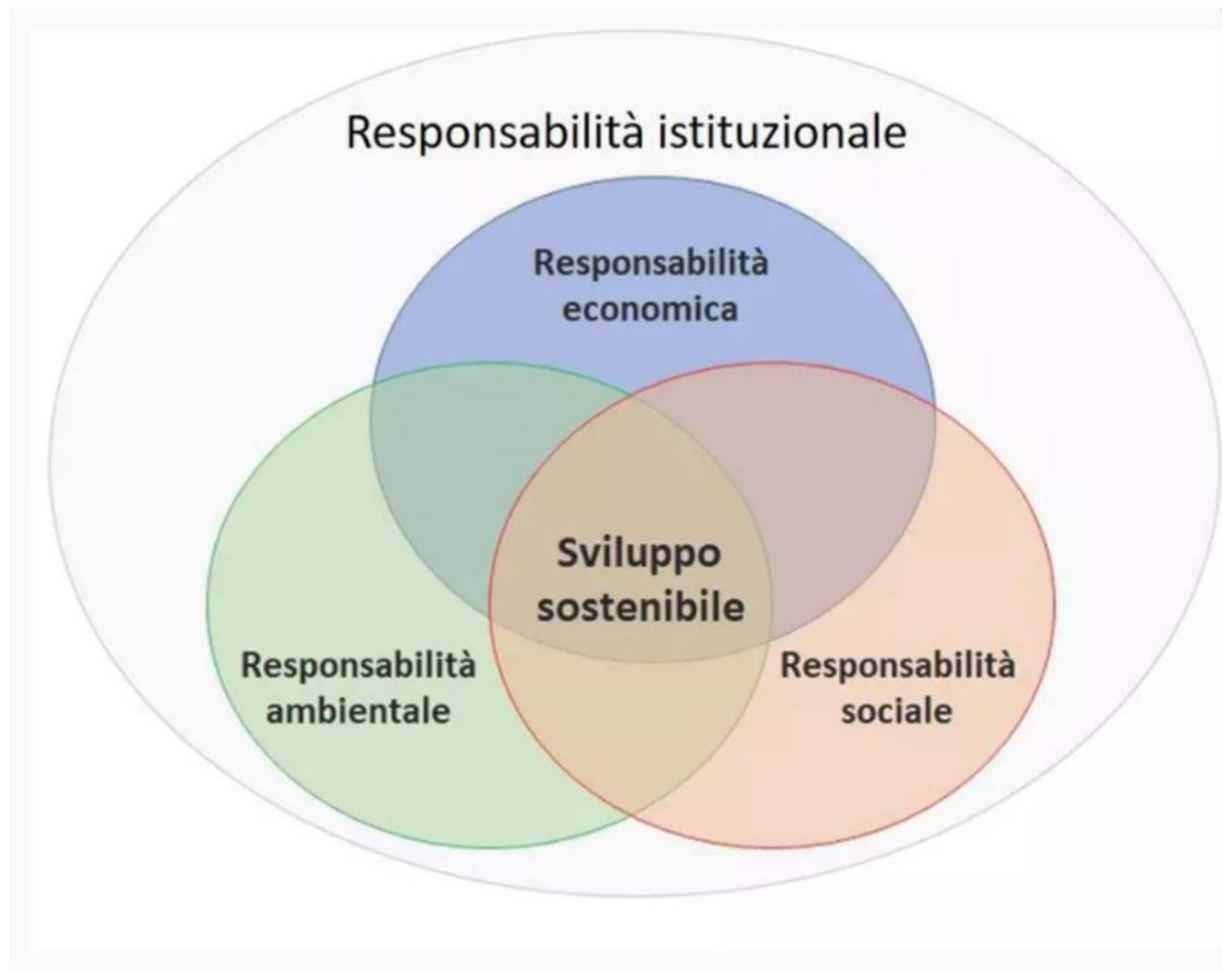 Responsabilità istituzionale
Responsabilità
economica
Sviluppo
sostenibile
Responsabilità
ambientale
Responsabilità
sociale